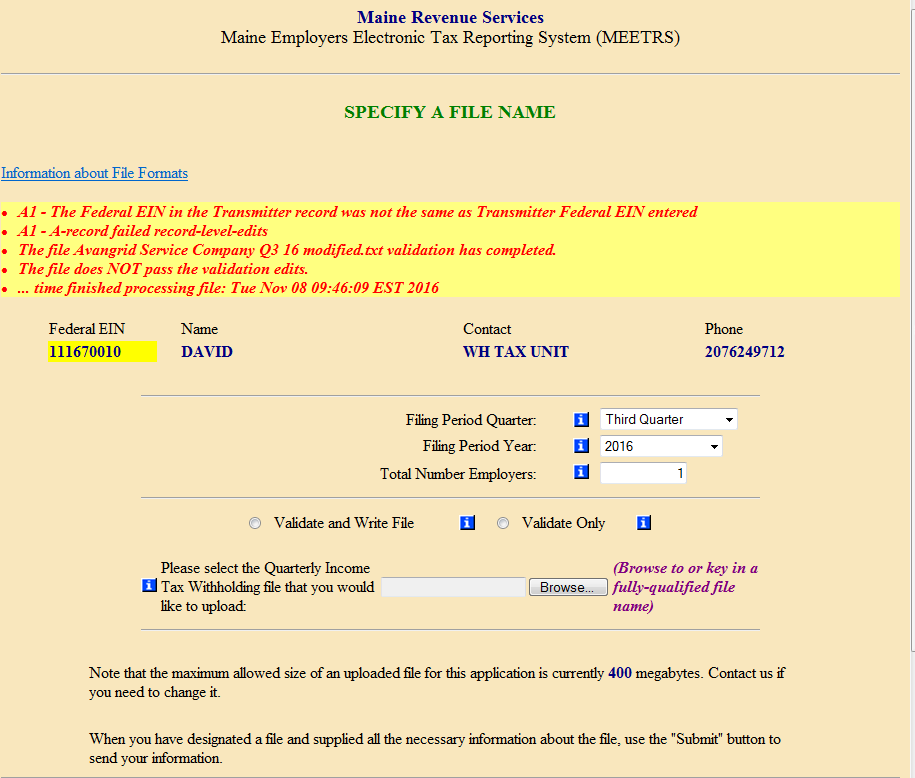 Maine Revenue Services
Maine Employers Electronic Tax Reporting System (MEETRS)
SPECIFY A FILE NAME
Information about File Formats
A1 - The Federal EIN in the Transmitter record was not the same as Transmitter Federal EIN entered
A1 - A-record failed record-level-edits
The file Avangrid Service Company Q3 16 modified.txt validation has completed.
The file does NOT pass the validation edits.
... time finished processing file: Tue Nov 08 09:46:09 EST 2016
Federal EIN Name Contact Phone
111670010 DAVID WH TAX UNIT 2076249712
Filing Period Quarter: i Third Quarter
Filing Period Year: i 2016
Total Number Employers: i 1
Validate and Write File i Validate Only i
Please select the Quarterly Income (Browse to or key in a
i Tax Withholding file that you would Browse... fully-qualified file
like to upload: name)
Note that the maximum allowed size of an uploaded file for this application is currently 400 megabytes. Contact us if
you need to change it.
When you have designated a file and supplied all the necessary information about the file, use the "Submit" button to
send your information.